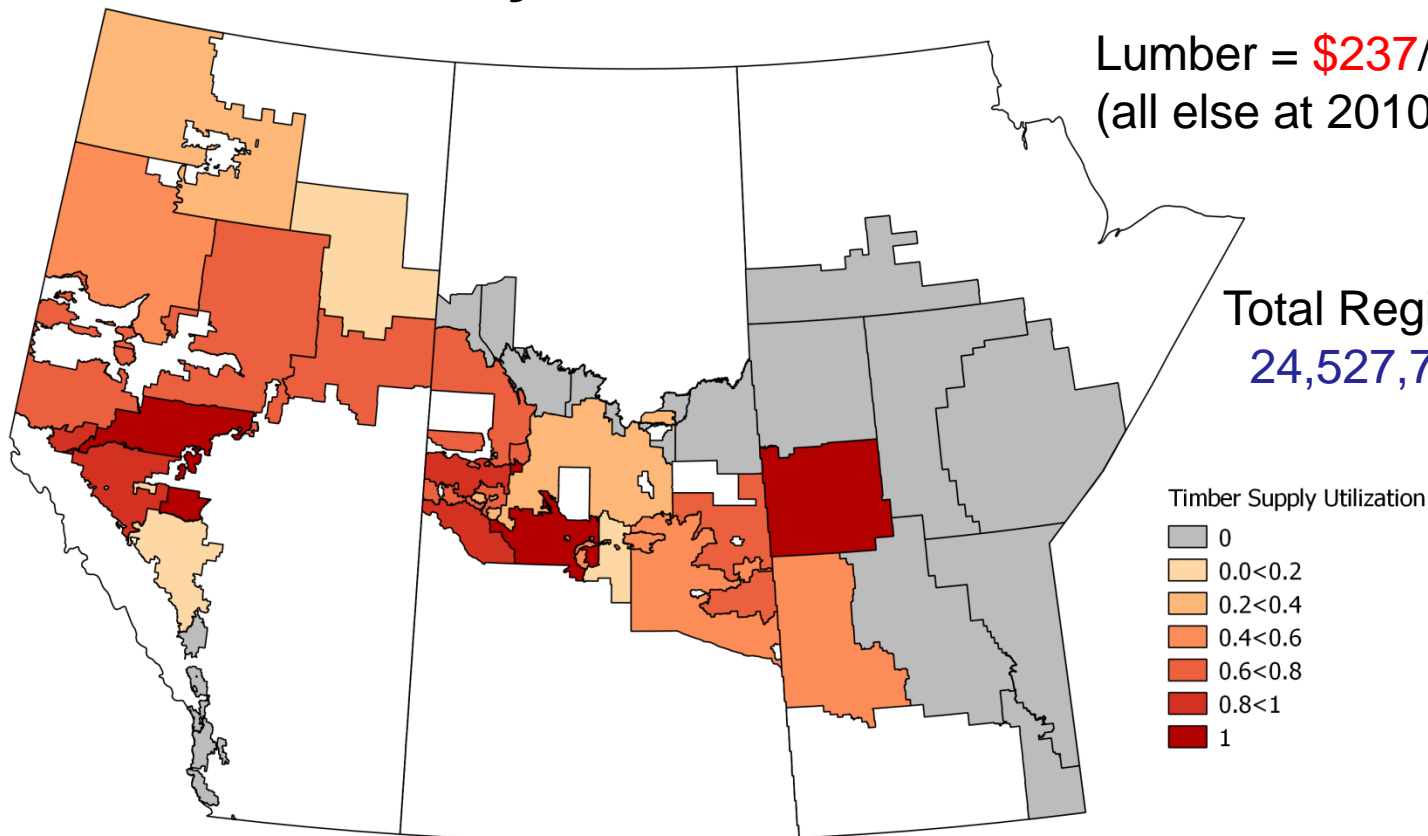 Lumber = $237/
(all else at 2010
Total Regi
24,527,7
Timber Supply Utilization
0
0.0<0.2
0.2<0.4
0.4<0.6
0.6<0.8
0.8<1
1